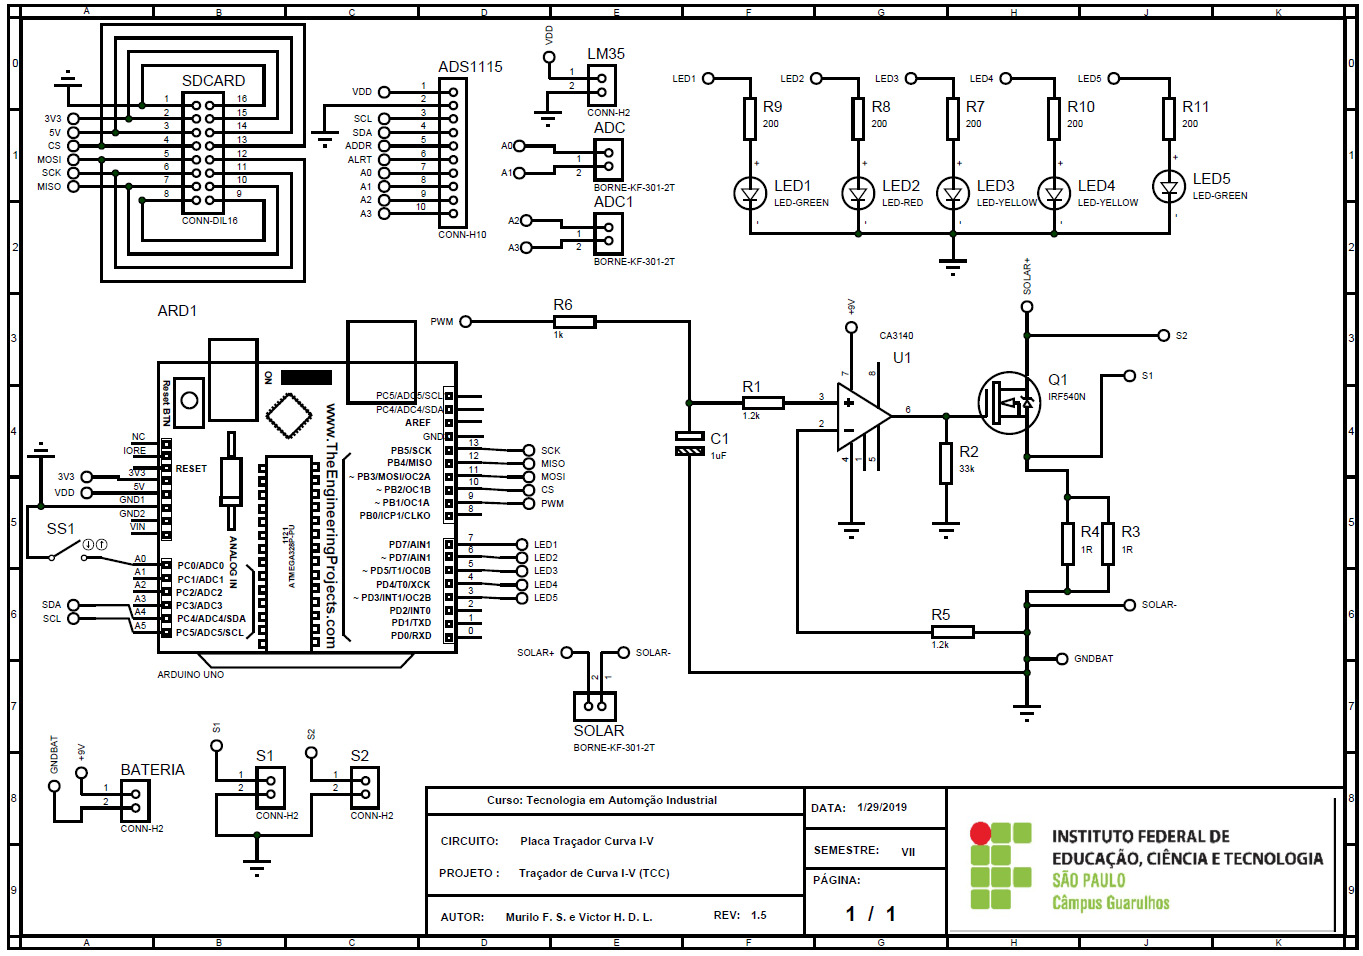 A B C D E F G H J K
0 1 2 3 4 5 6 7 8 9
SDCARD
1 2 3 4 5 6 7 8
16 15 14 13 12 11 10 9
3V3
5V
CS
MOSI
SCK
MISO
CONN-DIL16
ADS1115
VDD 1
2
SCL 3
SDA 4
ADDR 5
ALRT 6
A0 7
A1 8
A2 9
A3 10
CONN-H10
VDD
LM35
1
2
CONN-H2
ADC
A0 1
A1 2
BORNE-KF-301-2T
ADC1
A2 1
A3 2
BORNE-KF-301-2T
LED1 LED2 LED3 LED4 LED5
R9 R8 R7 R10 R11
200 200 200 200 200
+ + + + +
LED1 LED2 LED3 LED4 LED5
LED-GREEN LED-RED LED-YELLOW LED-YELLOW LED-GREEN
- - - - -
ARD1
NO
Reset BTN
www.TheEngineeringProjects.com
ANALOG IN
1121
ATMEGA328P-PU
NC
IORE
RESET
3V3 3V3
VDD 5V
GND1
GND2
VIN
SS1
A0 PC0/ADC0
A1 PC1/ADC1
A2 PC2/ADC2
SDA A3 PC3/ADC3
SCL A4 PC4/ADC4/SDA
A5 PC5/ADC5/SCL
PC5/ADC5/SCL
PC4/ADC4/SDA
AREF
GND
PB5/SCK 13 SCK
PB4/MISO 12 MISO
~ PB3/MOSI/OC2A 11 MOSI
~ PB2/OC1B 10 CS
~ PB1/OC1A 9 PWM
PB0/ICP1/CLKO 8
PD7/AIN1 7 LED1
~ PD7/AIN1 6 LED2
~ PD5/T1/OC0B 5 LED3
PD4/T0/XCK 4 LED4
~ PD3/INT1/OC2B 3 LED5
PD2/INT0 2
PD1/TXD 1
PD0/RXD 0
ARDUINO UNO
PWM
R6
1k
R1
1.2k
C1
1uF
+9V
CA3140
U1
7 8
3
2
6
4 1 5
R2
33k
SOLAR+
S2
S1
Q1
IRF540N
R4
1R
R3
1R
SOLAR-
R5
1.2k
GNDBAT
SOLAR+ SOLAR-
2 1
SOLAR
BORNE-KF-301-2T
GNDBAT
+9V
BATERIA
1
2
CONN-H2
S1
S1
1
2
CONN-H2
S2
S2
1
2
CONN-H2
Curso: Tecnologia em Automção Industrial
CIRCUITO: Placa Traçador Curva I-V
PROJETO : Traçador de Curva I-V (TCC)
AUTOR: Murilo F. S. e Victor H. D. L. REV: 1.5
DATA: 1/29/2019
SEMESTRE: VII
PÁGINA:
1 / 1
INSTITUTO FEDERAL DE
EDUCAÇÃO, CIÊNCIA E TECNOLOGIA
SÃO PAULO
Câmpus Guarulhos
A B C D E F G H J K
0 1 2 3 4 5 6 7 8 9